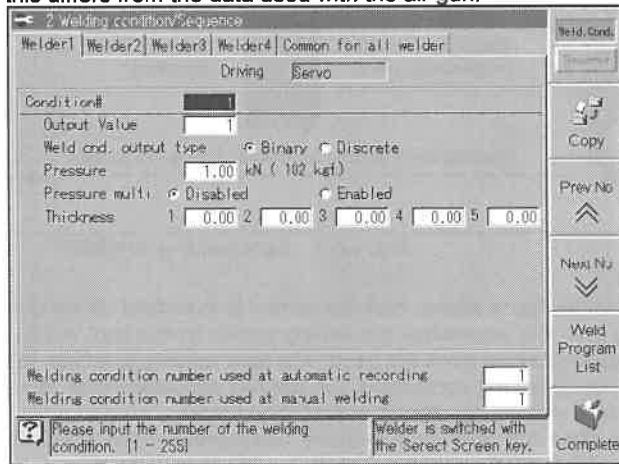 this differs from the data used with the air gun.
2 Welding condition/Sequence
Welder1 Welder2 Welder3 Welder4 Common for all welder
Driving Servo
Condition# 1
Output Value 1
Weld cnd. output type Binary Discrete
Pressure 1.00 kN ( 102 kgf)
Pressure multi Disabled Enabled
Thickness 1 0.00 2 0.00 3 0.00 4 0.00 5 0.00
Welding condition number used at automatic recording 1
Welding condition number used at manual welding 1
Please input the number of the welding
condition. [1 - 255]
Welder is switched with
the Serect Screen key.
Weld.Cond.
Copy
Prev No
Next No
Weld
Program
List
Complete